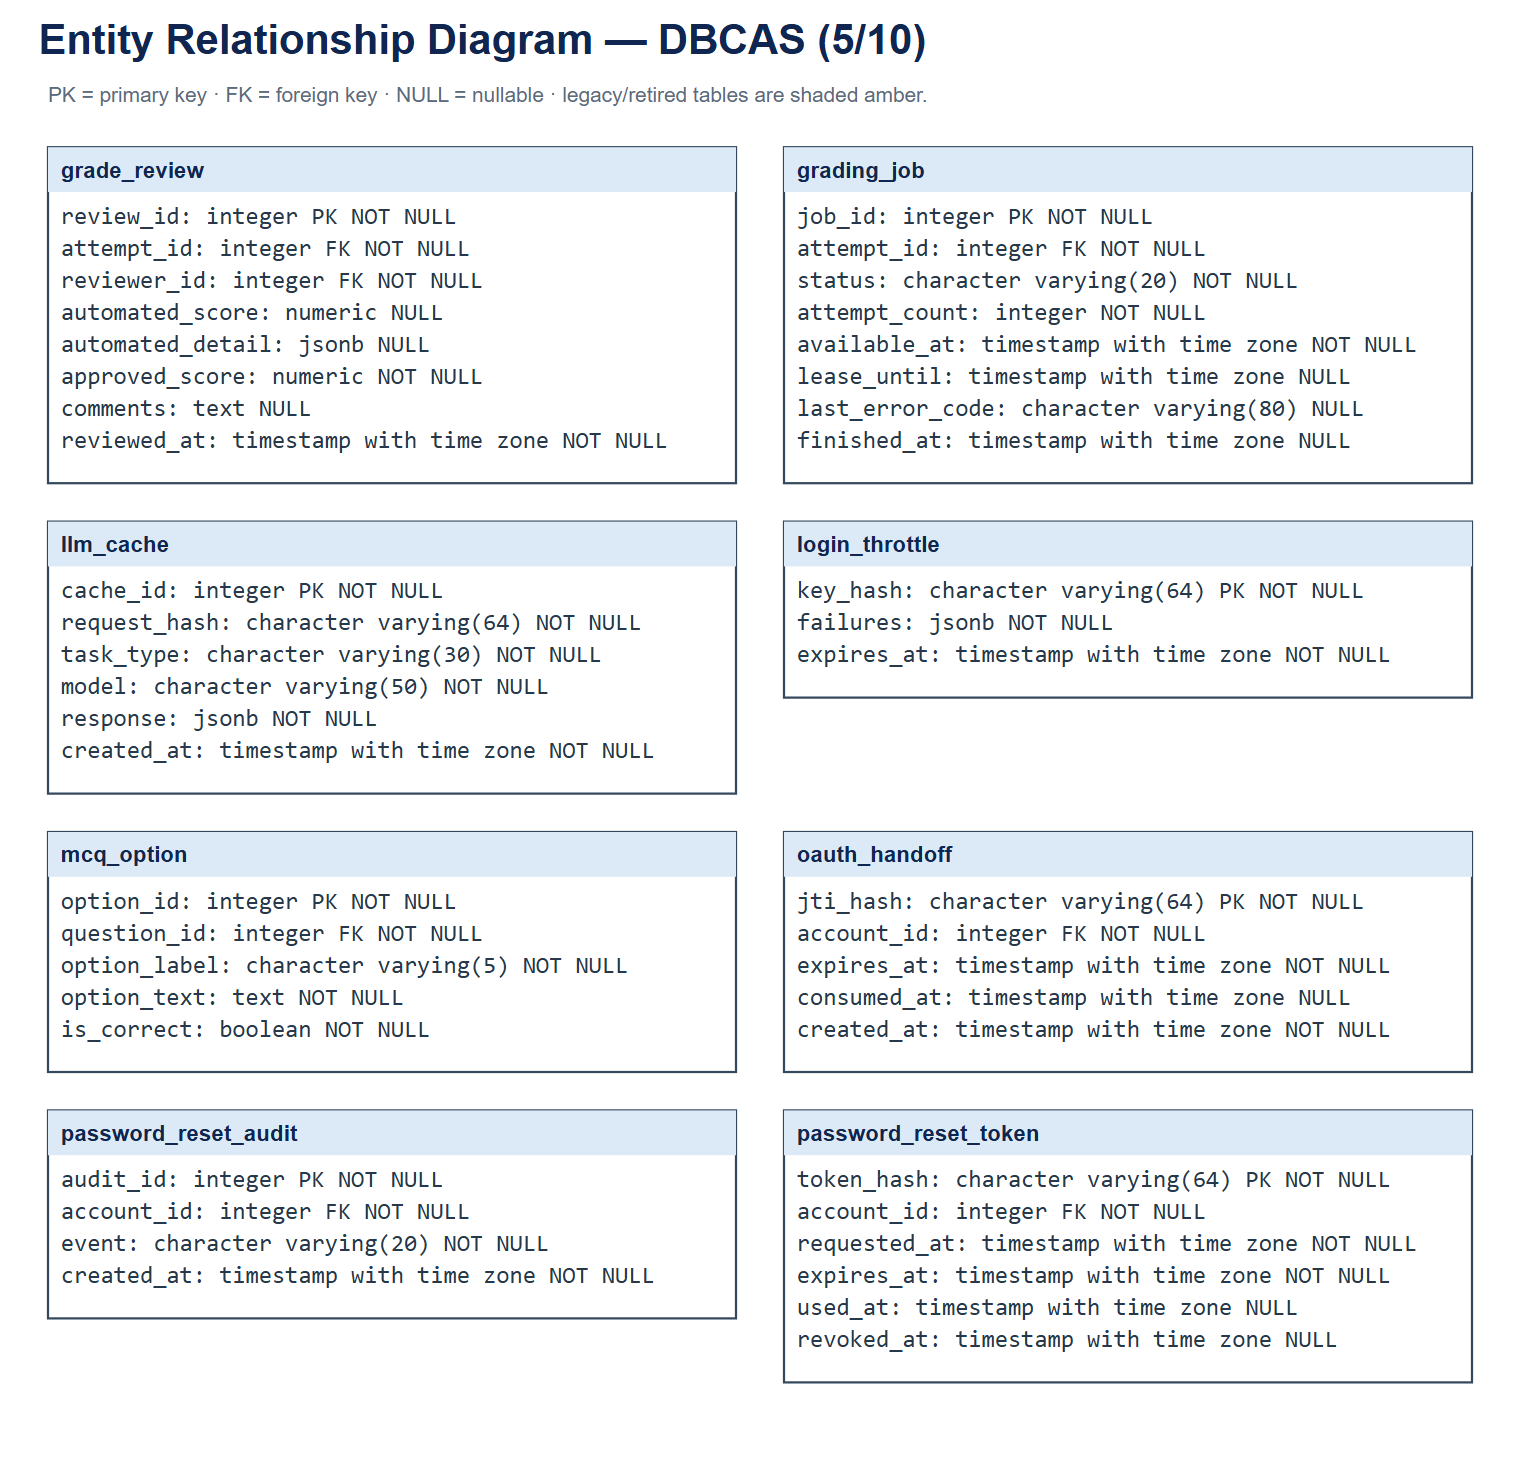 Entity Relationship Diagram — DBCAS (5/10)
PK = primary key · FK = foreign key · NULL = nullable · legacy/retired tables are shaded amber.
grade_review
review_id: integer PK NOT NULL
attempt_id: integer FK NOT NULL
reviewer_id: integer FK NOT NULL
automated_score: numeric NULL
automated_detail: jsonb NULL
approved_score: numeric NOT NULL
comments: text NULL
reviewed_at: timestamp with time zone NOT NULL
grading_job
job_id: integer PK NOT NULL
attempt_id: integer FK NOT NULL
status: character varying(20) NOT NULL
attempt_count: integer NOT NULL
available_at: timestamp with time zone NOT NULL
lease_until: timestamp with time zone NULL
last_error_code: character varying(80) NULL
finished_at: timestamp with time zone NULL
llm_cache
cache_id: integer PK NOT NULL
request_hash: character varying(64) NOT NULL
task_type: character varying(30) NOT NULL
model: character varying(50) NOT NULL
response: jsonb NOT NULL
created_at: timestamp with time zone NOT NULL
login_throttle
key_hash: character varying(64) PK NOT NULL
failures: jsonb NOT NULL
expires_at: timestamp with time zone NOT NULL
mcq_option
option_id: integer PK NOT NULL
question_id: integer FK NOT NULL
option_label: character varying(5) NOT NULL
option_text: text NOT NULL
is_correct: boolean NOT NULL
oauth_handoff
jti_hash: character varying(64) PK NOT NULL
account_id: integer FK NOT NULL
expires_at: timestamp with time zone NOT NULL
consumed_at: timestamp with time zone NULL
created_at: timestamp with time zone NOT NULL
password_reset_audit
audit_id: integer PK NOT NULL
account_id: integer FK NOT NULL
event: character varying(20) NOT NULL
created_at: timestamp with time zone NOT NULL
password_reset_token
token_hash: character varying(64) PK NOT NULL
account_id: integer FK NOT NULL
requested_at: timestamp with time zone NOT NULL
expires_at: timestamp with time zone NOT NULL
used_at: timestamp with time zone NULL
revoked_at: timestamp with time zone NULL